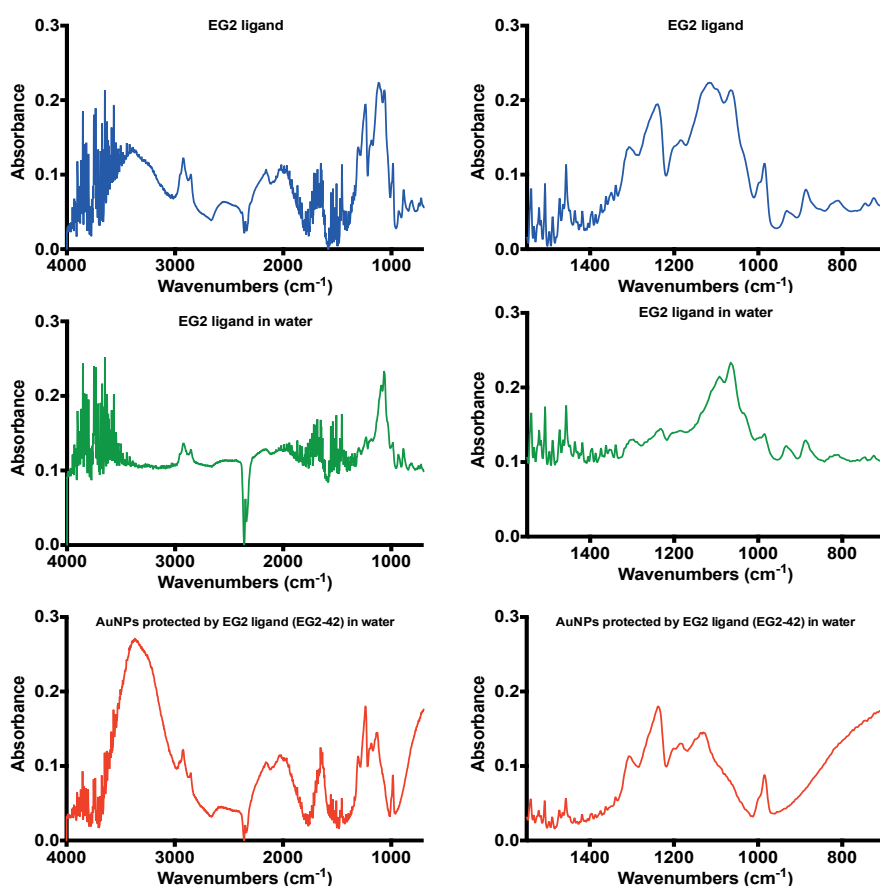 EG2 ligand
Absorbance
0.3
0.2
0.1
0.0
4000 3000 2000 1000
Wavenumbers (cm-1)
EG2 ligand
Absorbance
0.3
0.2
0.1
0.0
1400 1200 1000 800
Wavenumbers (cm-1)
EG2 ligand in water
Absorbance
0.3
0.2
0.1
0.0
4000 3000 2000 1000
Wavenumbers (cm-1)
EG2 ligand in water
Absorbance
0.3
0.2
0.1
0.0
1400 1200 1000 800
Wavenumbers (cm-1)
AuNPs protected by EG2 ligand (EG2-42) in water
Absorbance
0.3
0.2
0.1
0.0
4000 3000 2000 1000
Wavenumbers (cm-1)
AuNPs protected by EG2 ligand (EG2-42) in water
Absorbance
0.3
0.2
0.1
0.0
1400 1200 1000 800
Wavenumbers (cm-1)